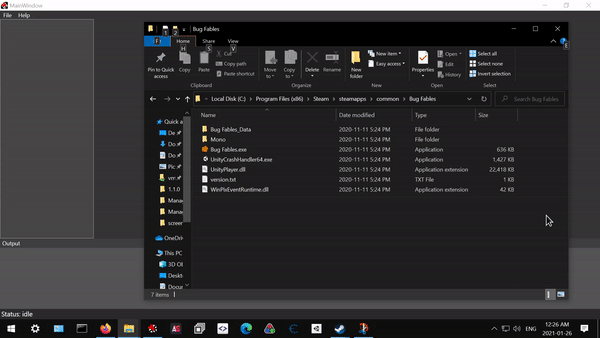 MainWindow
File Help
Bug Fables
1 2
F Home Share View
H S V E
Pin to Quick access
Copy
Paste
Cut
Copy path
Paste shortcut
Move to
Copy to
Delete
Rename
New folder
New item
Easy access
Properties
Open
Edit
History
Select all
Select none
Invert selection
Clipboard Organize New Open Select
Local Disk (C:) > Program Files (x86) > Steam > steamapps > common > Bug Fables
Search Bug Fables
Name Date modified Type Size
Bug Fables_Data 2020-11-11 5:24 PM File folder
Mono 2020-11-11 5:24 PM File folder
Bug Fables.exe 2020-11-11 5:24 PM Application 636 KB
UnityCrashHandler64.exe 2020-11-11 5:24 PM Application 1,427 KB
UnityPlayer.dll 2020-11-11 5:24 PM Application extension 22,418 KB
version.txt 2020-11-11 5:24 PM TXT File 1 KB
WinPixEventRuntime.dll 2020-11-11 5:24 PM Application extension 42 KB
Quick a
De
Do
Do
Pic
1.1.0
Mana
Mana
screer
OneDriv
This PC
3D Ol
Deskt
Docu
7 items
Output
Status: idle
ENG
12:26 AM
2021-01-26